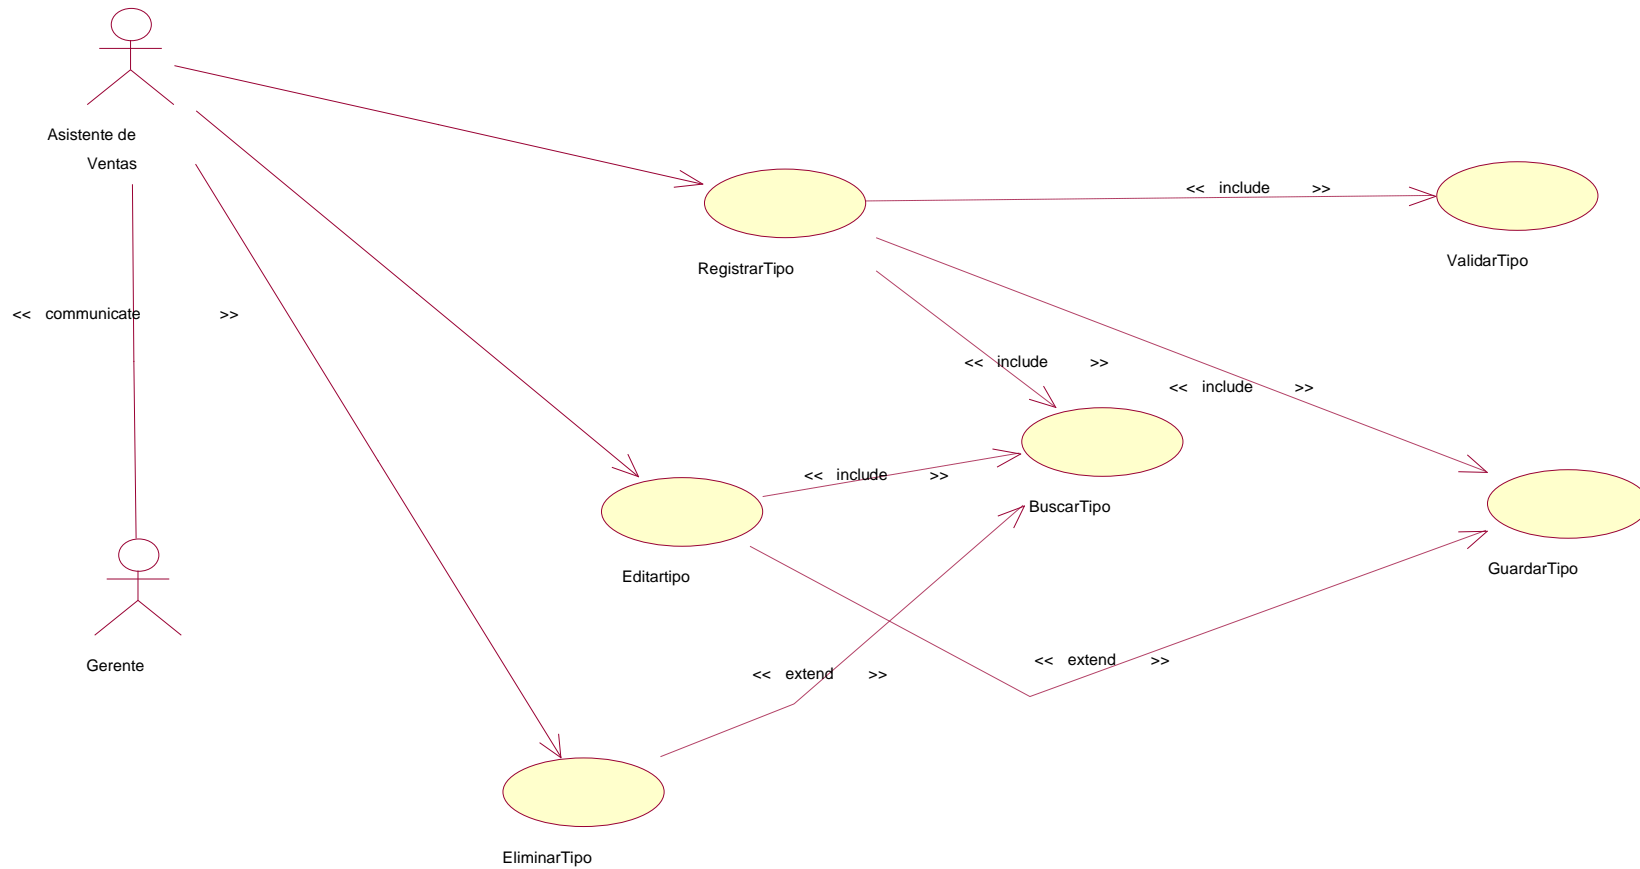 Asistente de
Ventas
<< include >>
ValidarTipo
RegistrarTipo
<< communicate >>
<< include >>
<< include >>
<< include >>
BuscarTipo
GuardarTipo
Editartipo
Gerente
<< extend >>
<< extend >>
EliminarTipo